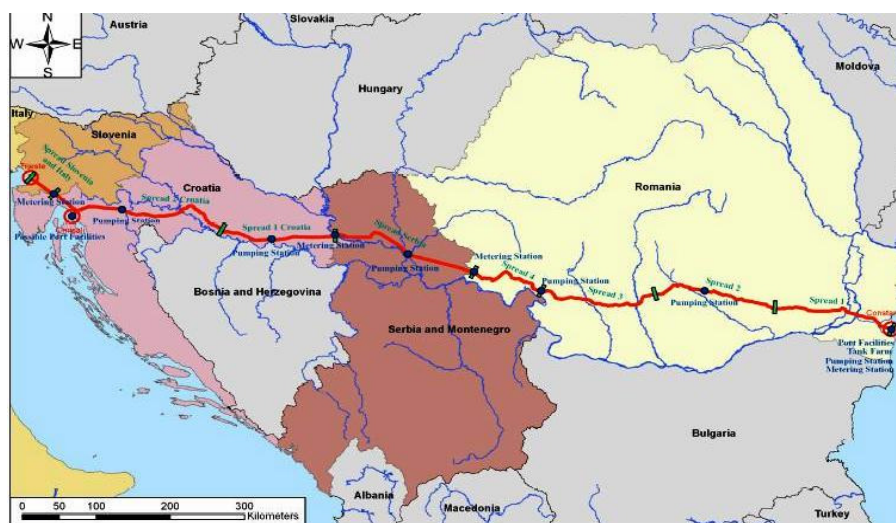 N
W E
S
Austria
Slovakia
Moldova
Hungary
Italy
Slovenia
Trieste
Spread Slovenia
and Italy
Metering Station
Croatia
Spread 2 Croatia
Omisalj
Pumping Station
Possible Port Facilities
Spread 1 Croatia
Pumping Station
Metering Station
Spread Serbia
Pumping Station
Romania
Metering Station
Spread 4
Pumping Station
Spread 3
Spread 2
Pumping Station
Spread 1
Constan
Port Facilities
Tank Farm
Pumping Station
Metering Station
Bosnia and Herzegovina
Serbia and Montenegro
Bulgaria
Albania
Macedonia
Turkey
0 50 100 200 300
Kilometers